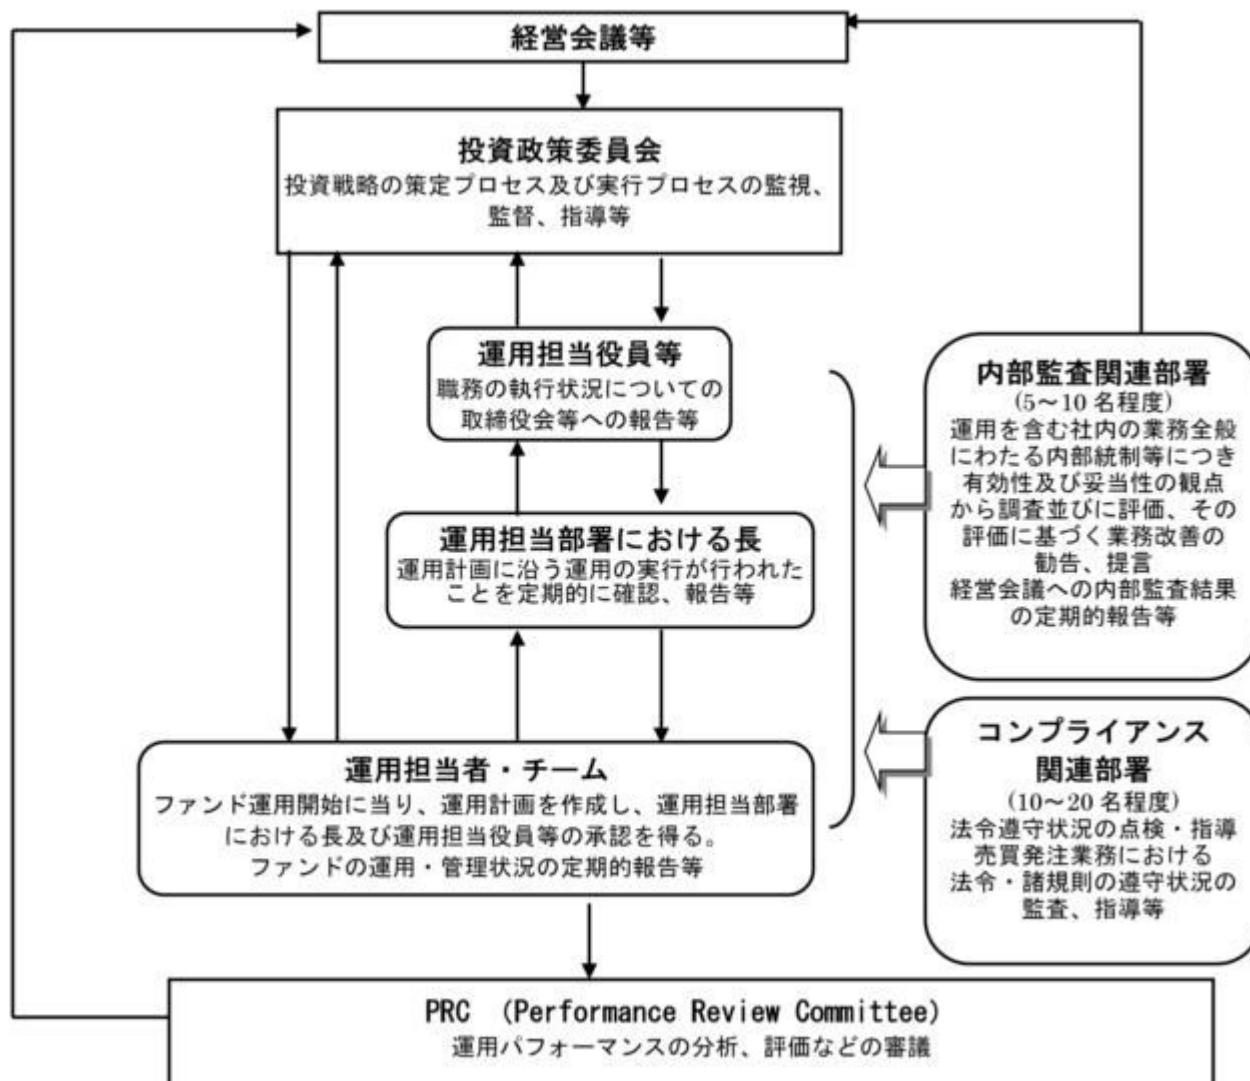 経営会議等
投資政策委員会
投資戦略の策定プロセス及び実行プロセスの監視、
監督、指導等
運用担当役員等
職務の執行状況についての
取締役会等への報告等
運用担当部署における長
運用計画に沿う運用の実行が行われた
ことを定期的に確認、報告等
運用担当者・チーム
ファンド運用開始に当り、運用計画を作成し、運用担当部署
における長及び運用担当役員等の承認を得る。
ファンドの運用・管理状況の定期的報告等
内部監査関連部署
(5～10 名程度)
運用を含む社内の業務全般
にわたる内部統制等につき
有効性及び妥当性の観点
から調査並びに評価、その
評価に基づく業務改善の
勧告、提言
経営会議への内部監査結果
の定期的報告等
コンプライアンス
関連部署
(10～20 名程度)
法令遵守状況の点検・指導
売買発注業務における
法令・諸規則の遵守状況の
監査、指導等
PRC (Performance Review Committee)
運用パフォーマンスの分析、評価などの審議